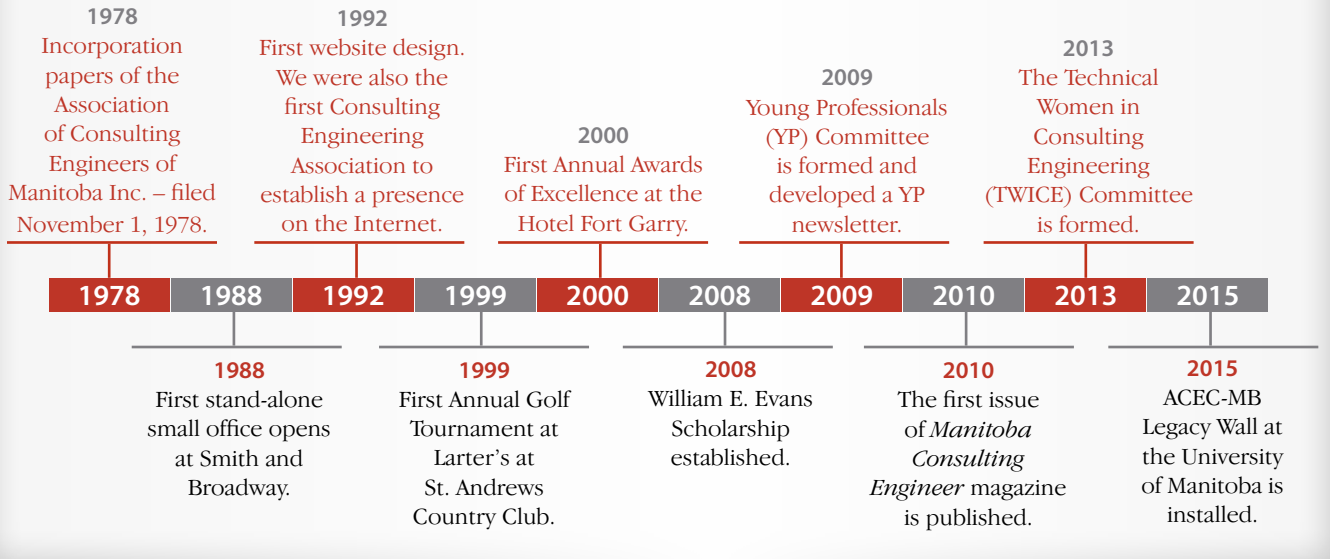 1978
Incorporation
papers of the
Association
of Consulting
Engineers of
Manitoba Inc. – filed
November 1, 1978.
1992
First website design.
We were also the
first Consulting
Engineering
Association to
establish a presence
on the Internet.
2000
First Annual Awards
of Excellence at the
Hotel Fort Garry.
2009
Young Professionals
(YP) Committee
is formed and
developed a YP
newsletter.
2013
The Technical
Women in
Consulting
Engineering
(TWICE) Committee
is formed.
1978 1988 1992 1999 2000 2008 2009 2010 2013 2015
1988
First stand-alone
small office opens
at Smith and
Broadway.
1999
First Annual Golf
Tournament at
Larter’s at
St. Andrews
Country Club.
2008
William E. Evans
Scholarship
established.
2010
The first issue
of Manitoba
Consulting
Engineer magazine
is published.
2015
ACEC-MB
Legacy Wall at
the University
of Manitoba is
installed.